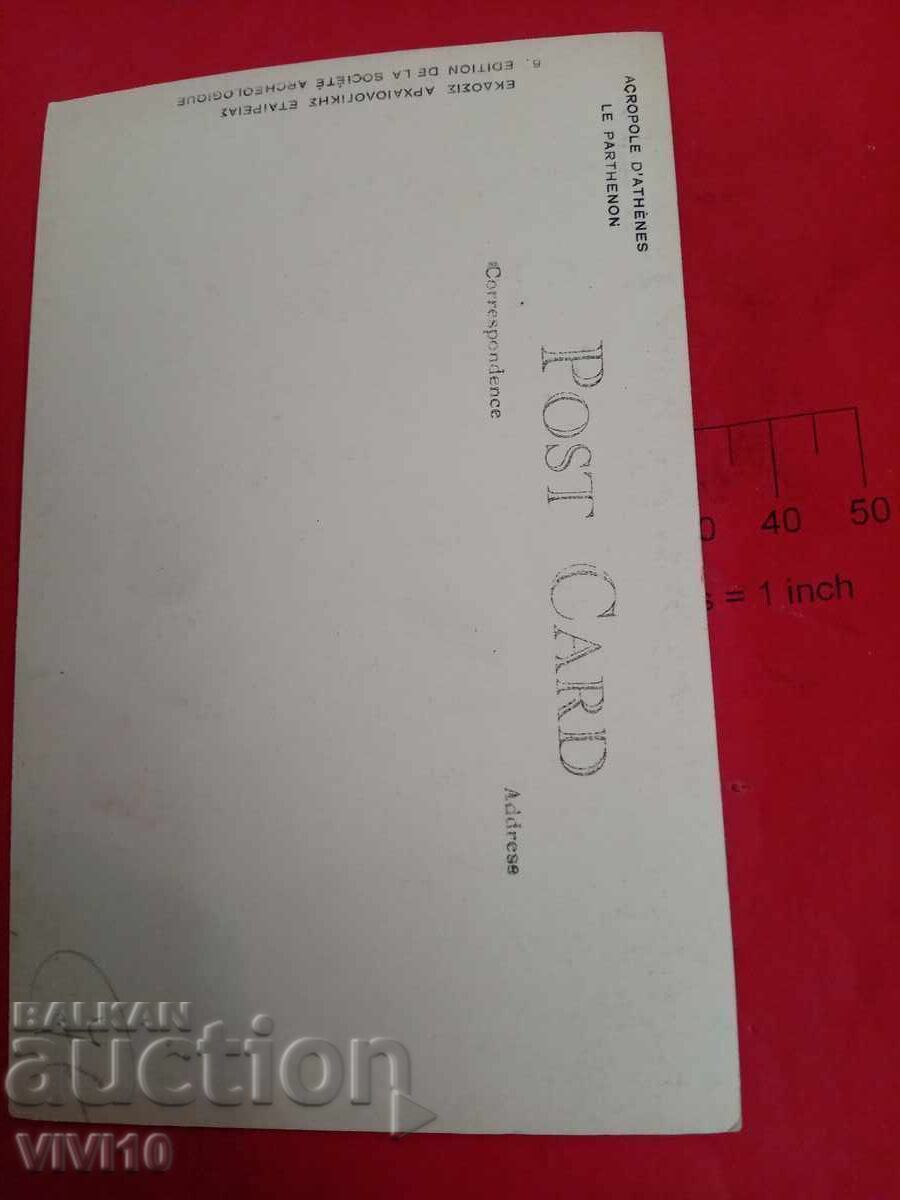 ACROPOLE D'ATHÈNES
LE PARTHENON
ΕΚΔΟΣΙΣ ΑΡΧΑΙΟΛΟΓΙΚΗΣ ΕΤΑΙΡΕΙΑΣ
6. EDITION DE LA SOCIÉTÉ ARCHEOLOGIQUE
POST CARD
Correspondence
Address
40 50
= 1 inch
BALKAN
auction
VIVI10